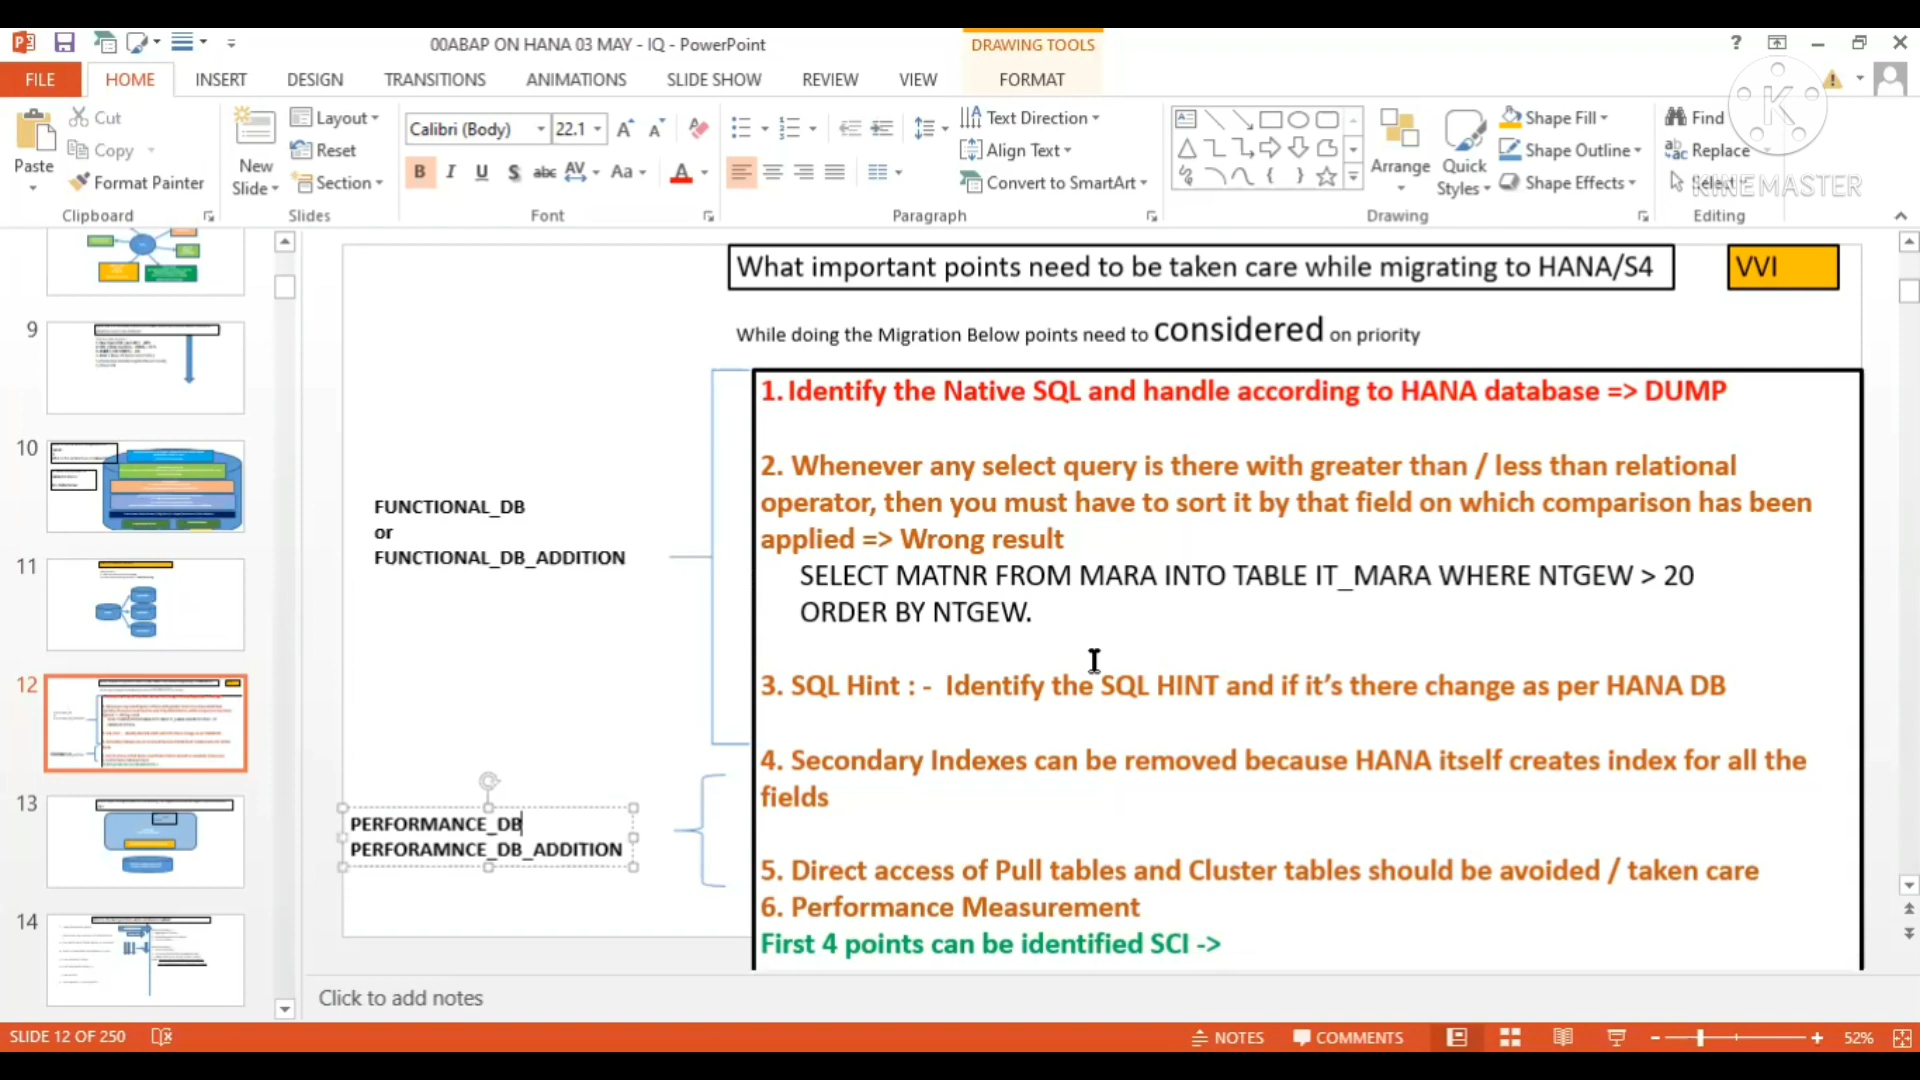 00ABAP ON HANA 03 MAY - IQ - PowerPoint
DRAWING TOOLS
FILE HOME INSERT DESIGN TRANSITIONS ANIMATIONS SLIDE SHOW REVIEW VIEW FORMAT
Paste
Cut
Copy
Format Painter
Clipboard
New Slide
Layout
Reset
Section
Slides
Calibri (Body) 22.1
Font
Text Direction
Align Text
Convert to SmartArt
Paragraph
Arrange
Quick Styles
Shape Fill
Shape Outline
Shape Effects
Drawing
Find
Replace
Select
Editing
KINEMASTER
9
10
11
12
13
14
What important points need to be taken care while migrating to HANA/S4
VVI
While doing the Migration Below points need to considered on priority
1. Identify the Native SQL and handle according to HANA database => DUMP
2. Whenever any select query is there with greater than / less than relational
operator, then you must have to sort it by that field on which comparison has been
applied => Wrong result
SELECT MATNR FROM MARA INTO TABLE IT_MARA WHERE NTGEW > 20
ORDER BY NTGEW.
3. SQL Hint : - Identify the SQL HINT and if it's there change as per HANA DB
4. Secondary Indexes can be removed because HANA itself creates index for all the
fields
5. Direct access of Pull tables and Cluster tables should be avoided / taken care
6. Performance Measurement
First 4 points can be identified SCI ->
FUNCTIONAL_DB
or
FUNCTIONAL_DB_ADDITION
PERFORMANCE_DB
PERFORAMNCE_DB_ADDITION
Click to add notes
SLIDE 12 OF 250
NOTES
COMMENTS
52%